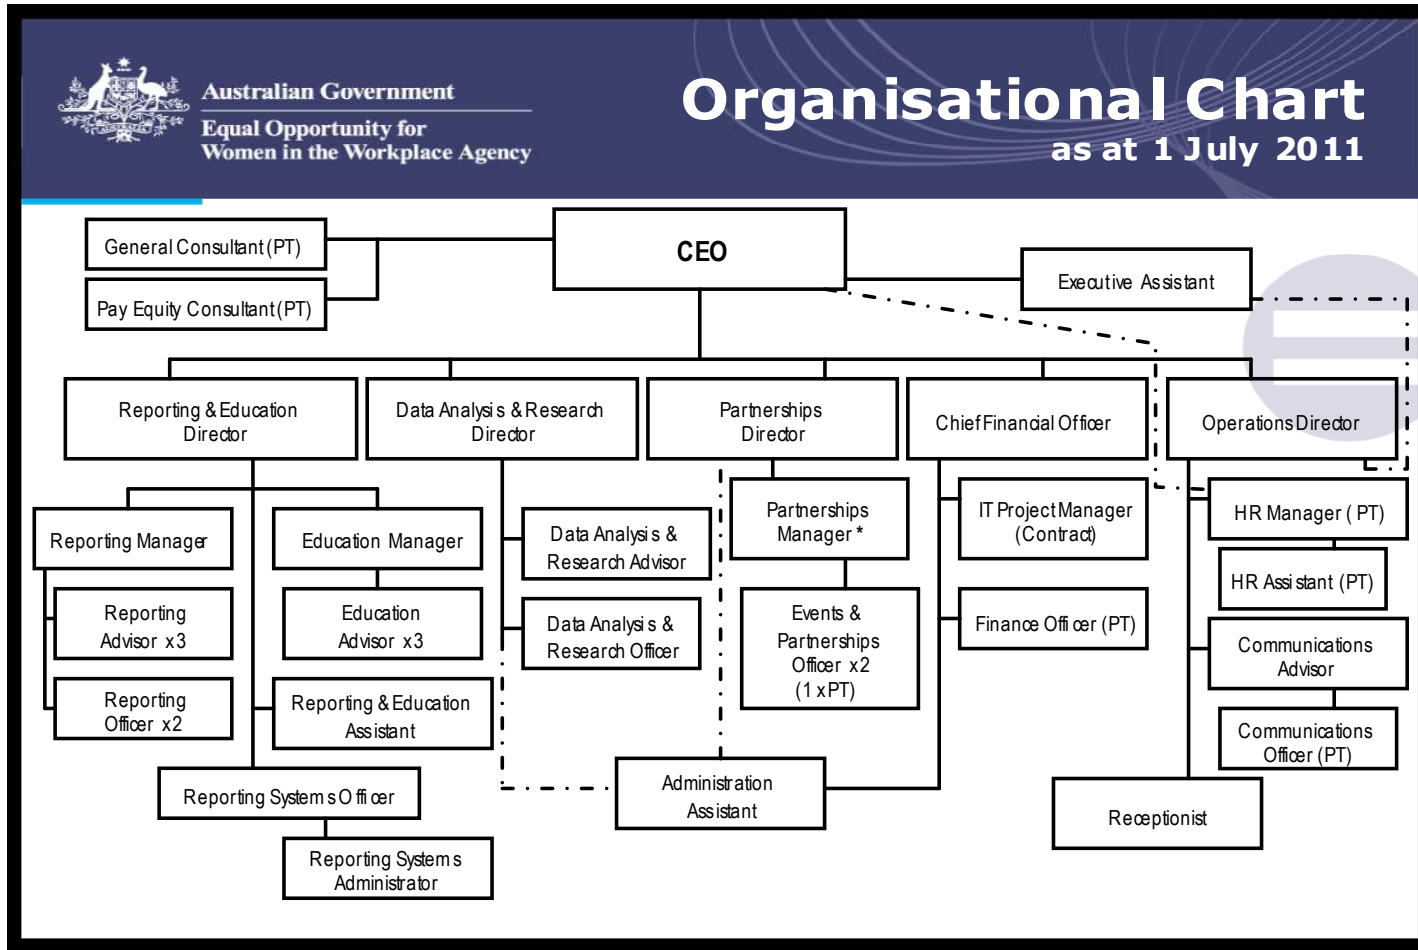 Australian Government
Equal Opportunity for
Women in the Workplace Agency
Organisational Chart
as at 1 July 2011
General Consultant (PT)
Pay Equity Consultant (PT)
CEO
Executive Assistant
Reporting & Education
Director
Data Analysis & Research
Director
Partnerships
Director
Chief Financial Officer
Operations Director
Reporting Manager
Reporting
Advisor x3
Reporting
Officer x2
Education Manager
Education
Advisor x3
Reporting & Education
Assistant
Reporting Systems Officer
Reporting Systems
Administrator
Data Analysis &
Research Advisor
Data Analysis &
Research Officer
Partnerships
Manager *
Events &
Partnerships
Officer x2
(1 x PT)
Administration
Assistant
IT Project Manager
(Contract)
Finance Officer (PT)
HR Manager ( PT)
HR Assistant (PT)
Communications
Advisor
Communications
Officer (PT)
Receptionist